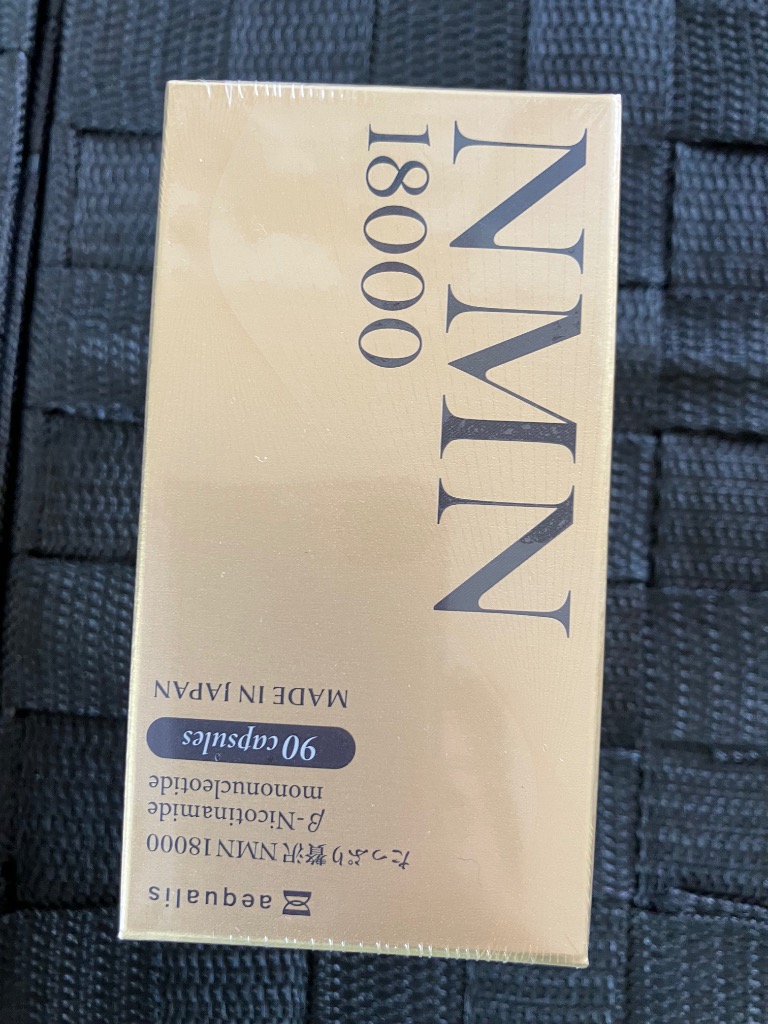 aequalis
たっぷり贅沢 NMN 18000
β-Nicotinamide
mononucleotide
90 capsules
MADE IN JAPAN
NMN
18000